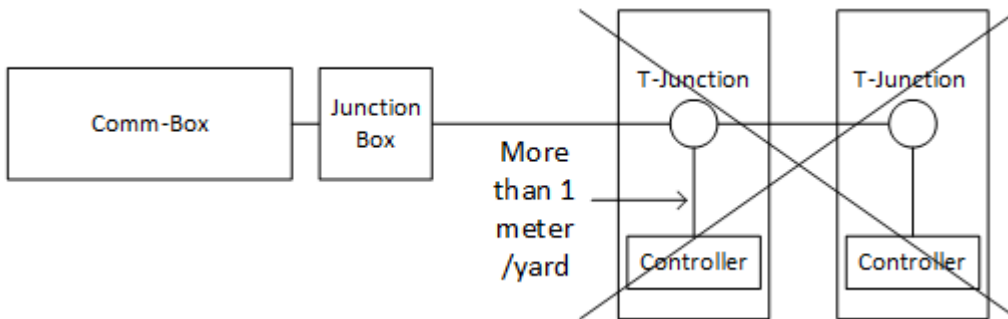 Comm-Box
Junction
Box
More
than 1
meter
/yard
T-Junction
Controller
T-Junction
Controller